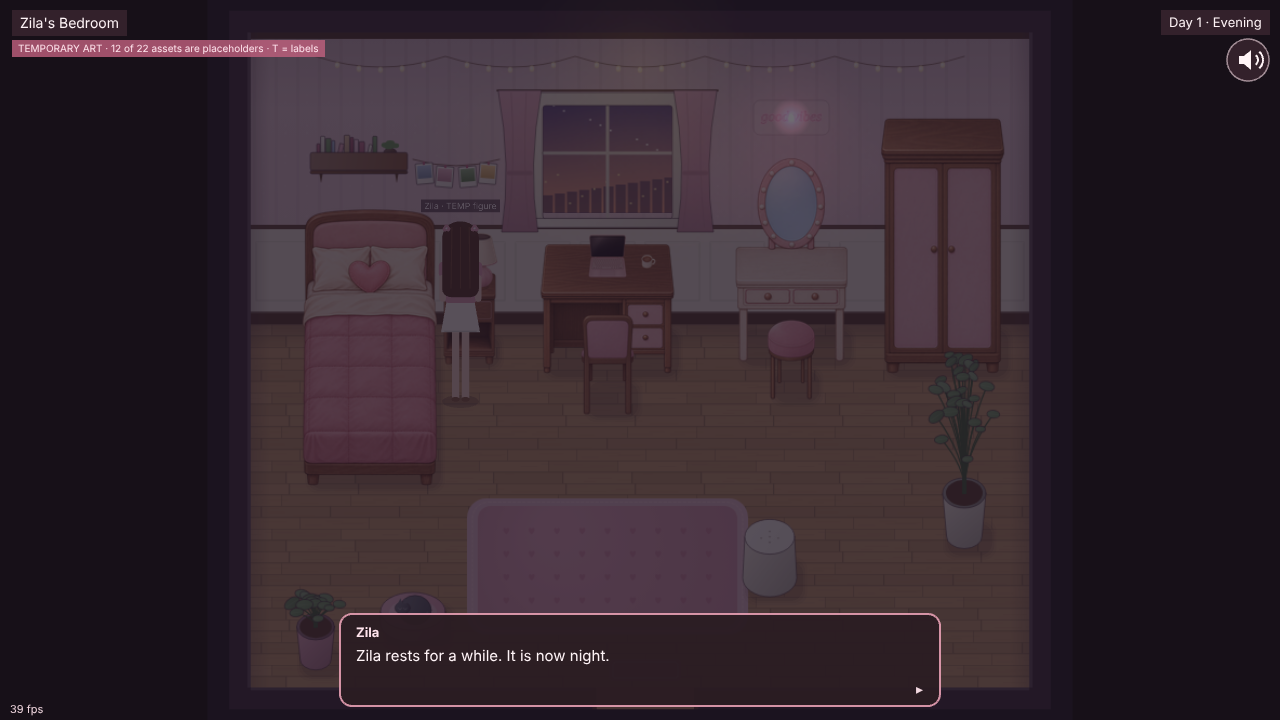 Zila's Bedroom
Day 1 · Evening
TEMPORARY ART · 12 of 22 assets are placeholders · T = labels
Zila · TEMP figure
Zila
Zila rests for a while. It is now night.
39 fps